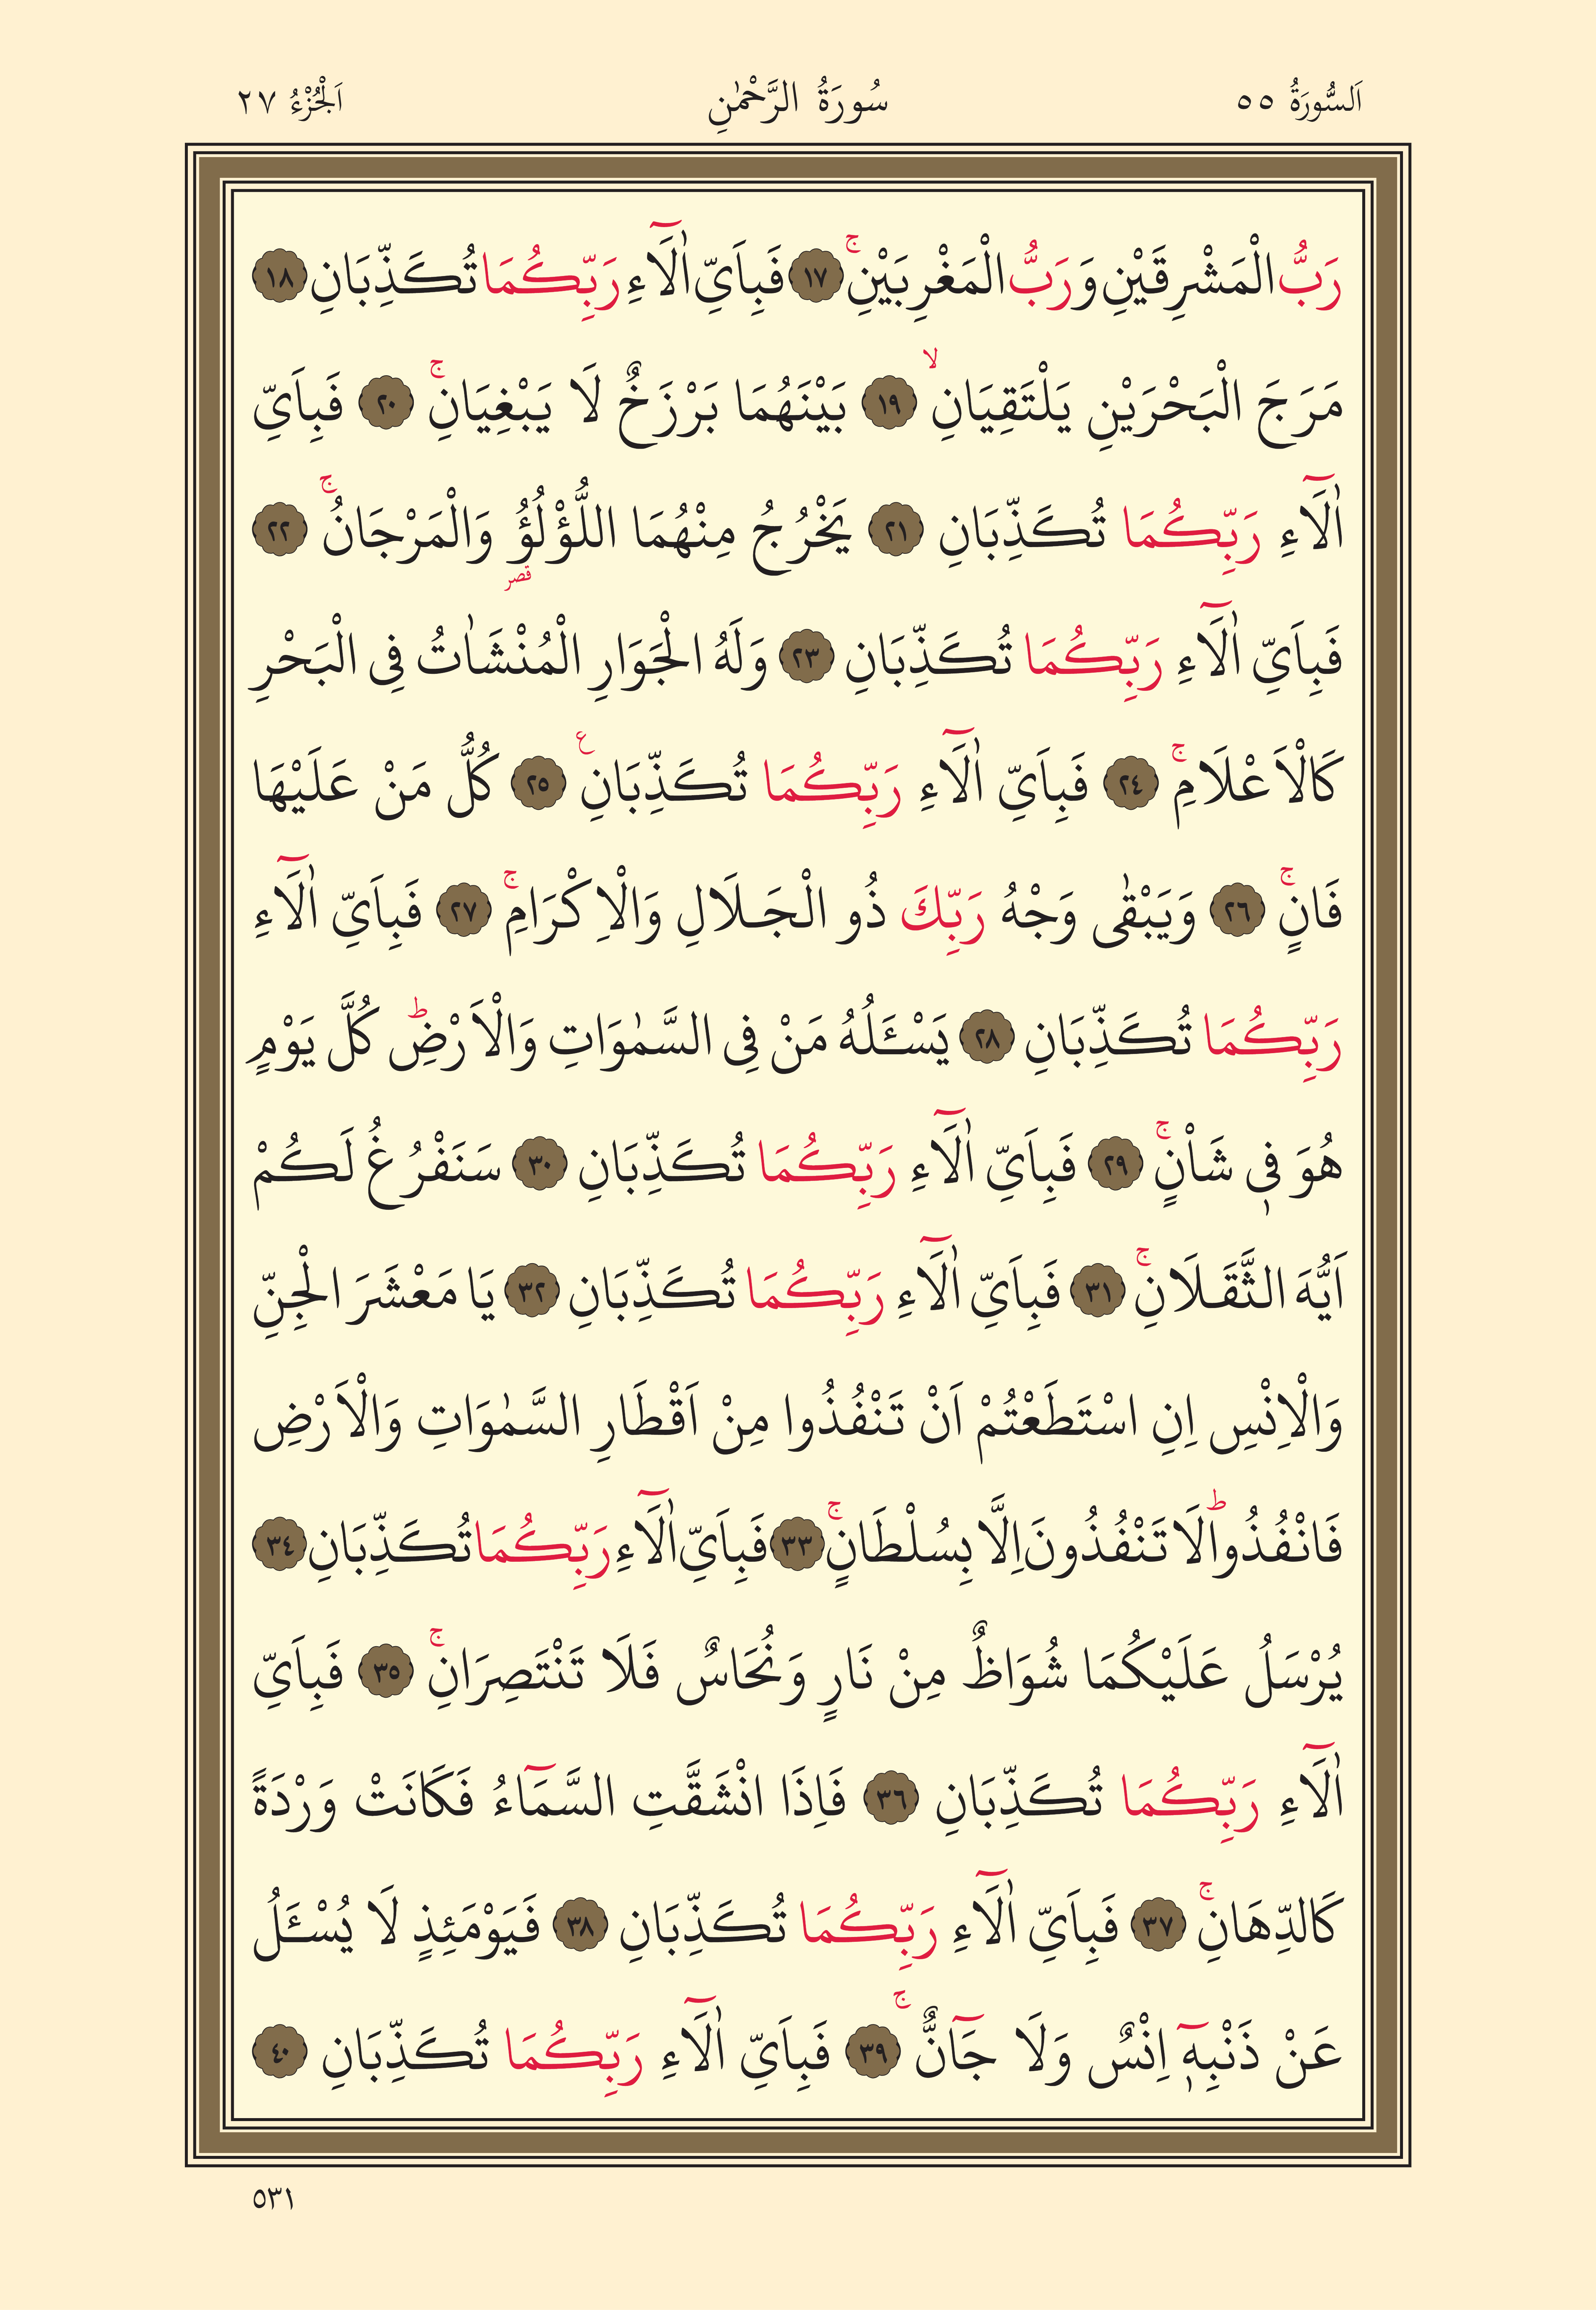 اَلسُّورَةُ ٥٥ سُورَةُ الرَّحْمٰنِ اَلْجُزْءُ ٢٧
رَبُّ الْمَشْرِقَيْنِ وَرَبُّ الْمَغْرِبَيْنِۚ ١٧ فَبِاَيِّ اٰلَٓاءِ رَبِّكُمَا تُكَذِّبَانِ ١٨
مَرَجَ الْبَحْرَيْنِ يَلْتَقِيَانِۙ ١٩ بَيْنَهُمَا بَرْزَخٌ لَا يَبْغِيَانِۚ ٢٠ فَبِاَيِّ
اٰلَٓاءِ رَبِّكُمَا تُكَذِّبَانِ ٢١ يَخْرُجُ مِنْهُمَا اللُّؤْلُؤُ وَالْمَرْجَانُۚ ٢٢
قصر
فَبِاَيِّ اٰلَٓاءِ رَبِّكُمَا تُكَذِّبَانِ ٢٣ وَلَهُ الْجَوَارِ الْمُنْشَاٰتُ فِى الْبَحْرِ
كَالْاَعْلَامِۚ ٢٤ فَبِاَيِّ اٰلَٓاءِ رَبِّكُمَا تُكَذِّبَانِ ع ٢٥ كُلُّ مَنْ عَلَيْهَا
فَانٍۚ ٢٦ وَيَبْقٰى وَجْهُ رَبِّكَ ذُو الْجَلَالِ وَالْاِكْرَامِۚ ٢٧ فَبِاَيِّ اٰلَٓاءِ
رَبِّكُمَا تُكَذِّبَانِ ٢٨ يَسْـَٔلُهُ مَنْ فِى السَّمٰوَاتِ وَالْاَرْضِؕ كُلَّ يَوْمٍ
هُوَ ف۪ى شَاْنٍۚ ٢٩ فَبِاَيِّ اٰلَٓاءِ رَبِّكُمَا تُكَذِّبَانِ ٣٠ سَنَفْرُغُ لَكُمْ
اَيُّهَ الثَّقَلَانِۚ ٣١ فَبِاَيِّ اٰلَٓاءِ رَبِّكُمَا تُكَذِّبَانِ ٣٢ يَا مَعْشَرَ الْجِنِّ
وَالْاِنْسِ اِنِ اسْتَطَعْتُمْ اَنْ تَنْفُذُوا مِنْ اَقْطَارِ السَّمٰوَاتِ وَالْاَرْضِ
فَانْفُذُواؕ لَا تَنْفُذُونَ اِلَّا بِسُلْطَانٍۚ ٣٣ فَبِاَيِّ اٰلَٓاءِ رَبِّكُمَا تُكَذِّبَانِ ٣٤
يُرْسَلُ عَلَيْكُمَا شُوَاظٌ مِنْ نَارٍ وَنُحَاسٌ فَلَا تَنْتَصِرَانِۚ ٣٥ فَبِاَيِّ
اٰلَٓاءِ رَبِّكُمَا تُكَذِّبَانِ ٣٦ فَاِذَا انْشَقَّتِ السَّمَٓاءُ فَكَانَتْ وَرْدَةً
كَالدِّهَانِۚ ٣٧ فَبِاَيِّ اٰلَٓاءِ رَبِّكُمَا تُكَذِّبَانِ ٣٨ فَيَوْمَئِذٍ لَا يُسْـَٔلُ
عَنْ ذَنْبِه۪ٓ اِنْسٌ وَلَا جَٓانٌّۚ ٣٩ فَبِاَيِّ اٰلَٓاءِ رَبِّكُمَا تُكَذِّبَانِ ٤٠
٥٣١